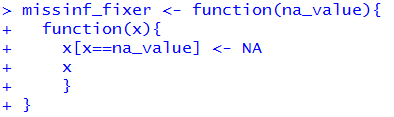 > missinf_fixer <- function(na_value){
+   function(x){
+     x[x==na_value] <- NA
+     x
+     }
+ }